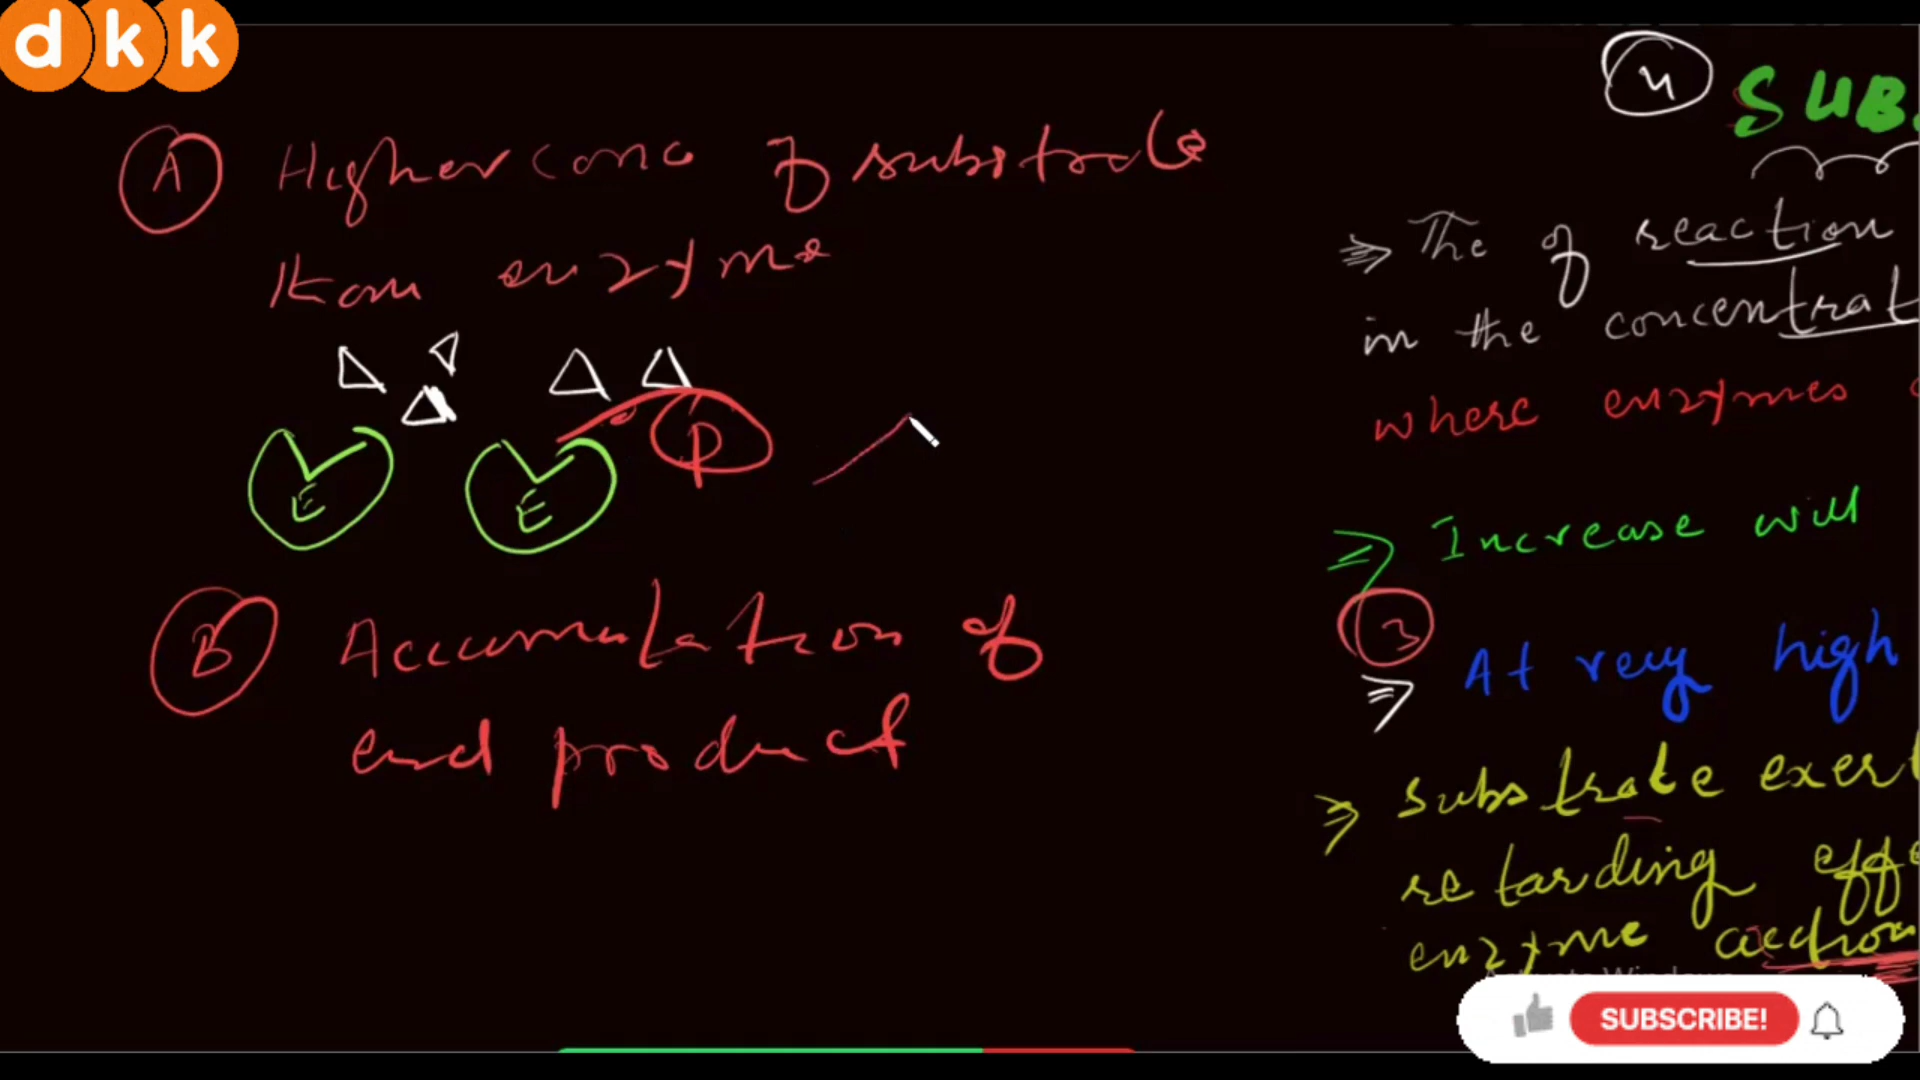 dkk
A Higher conc of substrate
than enzyme
E E P
B Accumulation of
end product
4 SUB
⇒ The of reaction
in the concentrat
where enzymes
⇒ Increase will
3
⇒ At very high
⇒ substrate exert
retarding effe
enzyme action
SUBSCRIBE!